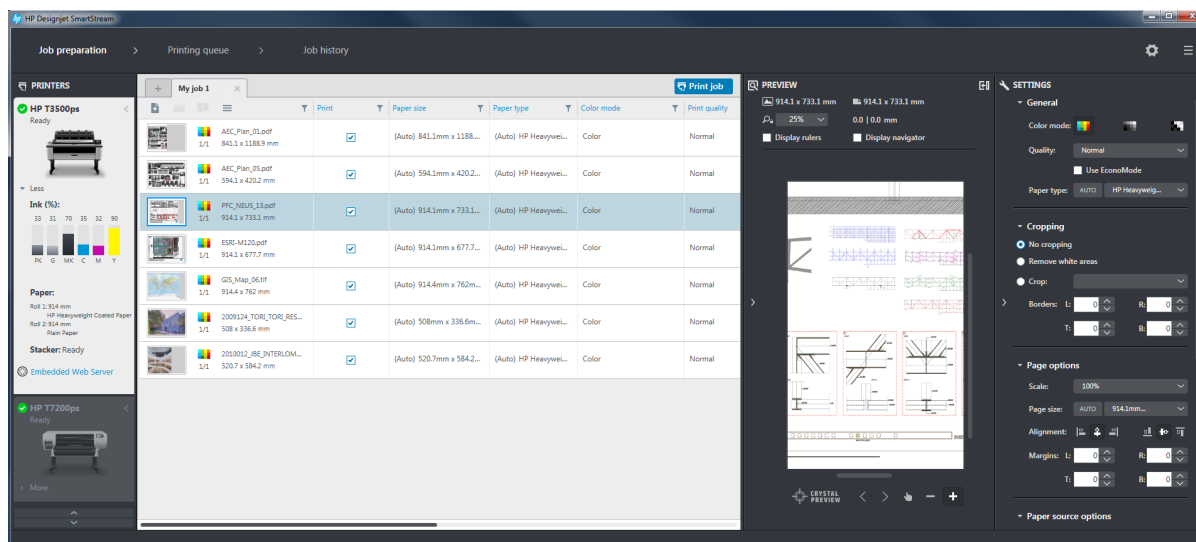 HP Designjet SmartStream
Job preparation > Printing queue > Job history
PRINTERS
HP T3500ps
Ready
Less
Ink (%):
33 31 70 35 32 90
PK G MK C M Y
Paper:
Roll 1: 914 mm
HP Heavyweight Coated Paper
Roll 2: 914 mm
Plain Paper
Stacker: Ready
Embedded Web Server
HP T7200ps
Ready
More
My job 1
Print job
Print Paper size Paper type Color mode Print quality
AEC_Plan_01.pdf
1/1 841.1 x 1188.9 mm (Auto) 841.1mm x 1188.... (Auto) HP Heavywei... Color Normal
AEC_Plan_05.pdf
1/1 594.1 x 420.2 mm (Auto) 594.1mm x 420.2... (Auto) HP Heavywei... Color Normal
PFC_NEUS_13.pdf
1/1 914.1 x 733.1 mm (Auto) 914.1mm x 733.1... (Auto) HP Heavywei... Color Normal
ESRI-M120.pdf
1/1 914.1 x 677.7 mm (Auto) 914.1mm x 677.7... (Auto) HP Heavywei... Color Normal
GIS_Map_06.tif
1/1 914.4 x 762 mm (Auto) 914.4mm x 762m... (Auto) HP Heavywei... Color Normal
2009124_TORI_TORI_RES...
1/1 508 x 336.6 mm (Auto) 508mm x 336.6m... (Auto) HP Heavywei... Color Normal
2010012_JBE_INTERLOM...
1/1 520.7 x 584.2 mm (Auto) 520.7mm x 584.2... (Auto) HP Heavywei... Color Normal
PREVIEW
914.1 x 733.1 mm 914.1 x 733.1 mm
25% 0.0 | 0.0 mm
Display rulers Display navigator
CRYSTAL
PREVIEW
SETTINGS
General
Color mode:
Quality: Normal
Use EconoMode
Paper type: AUTO HP Heavyweig...
Cropping
No cropping
Remove white areas
Crop:
Borders: L: 0 R: 0
T: 0 B: 0
Page options
Scale: 100%
Page size: AUTO 914.1mm...
Alignment:
Margins: L: 0 R: 0
T: 0 B: 0
Paper source options